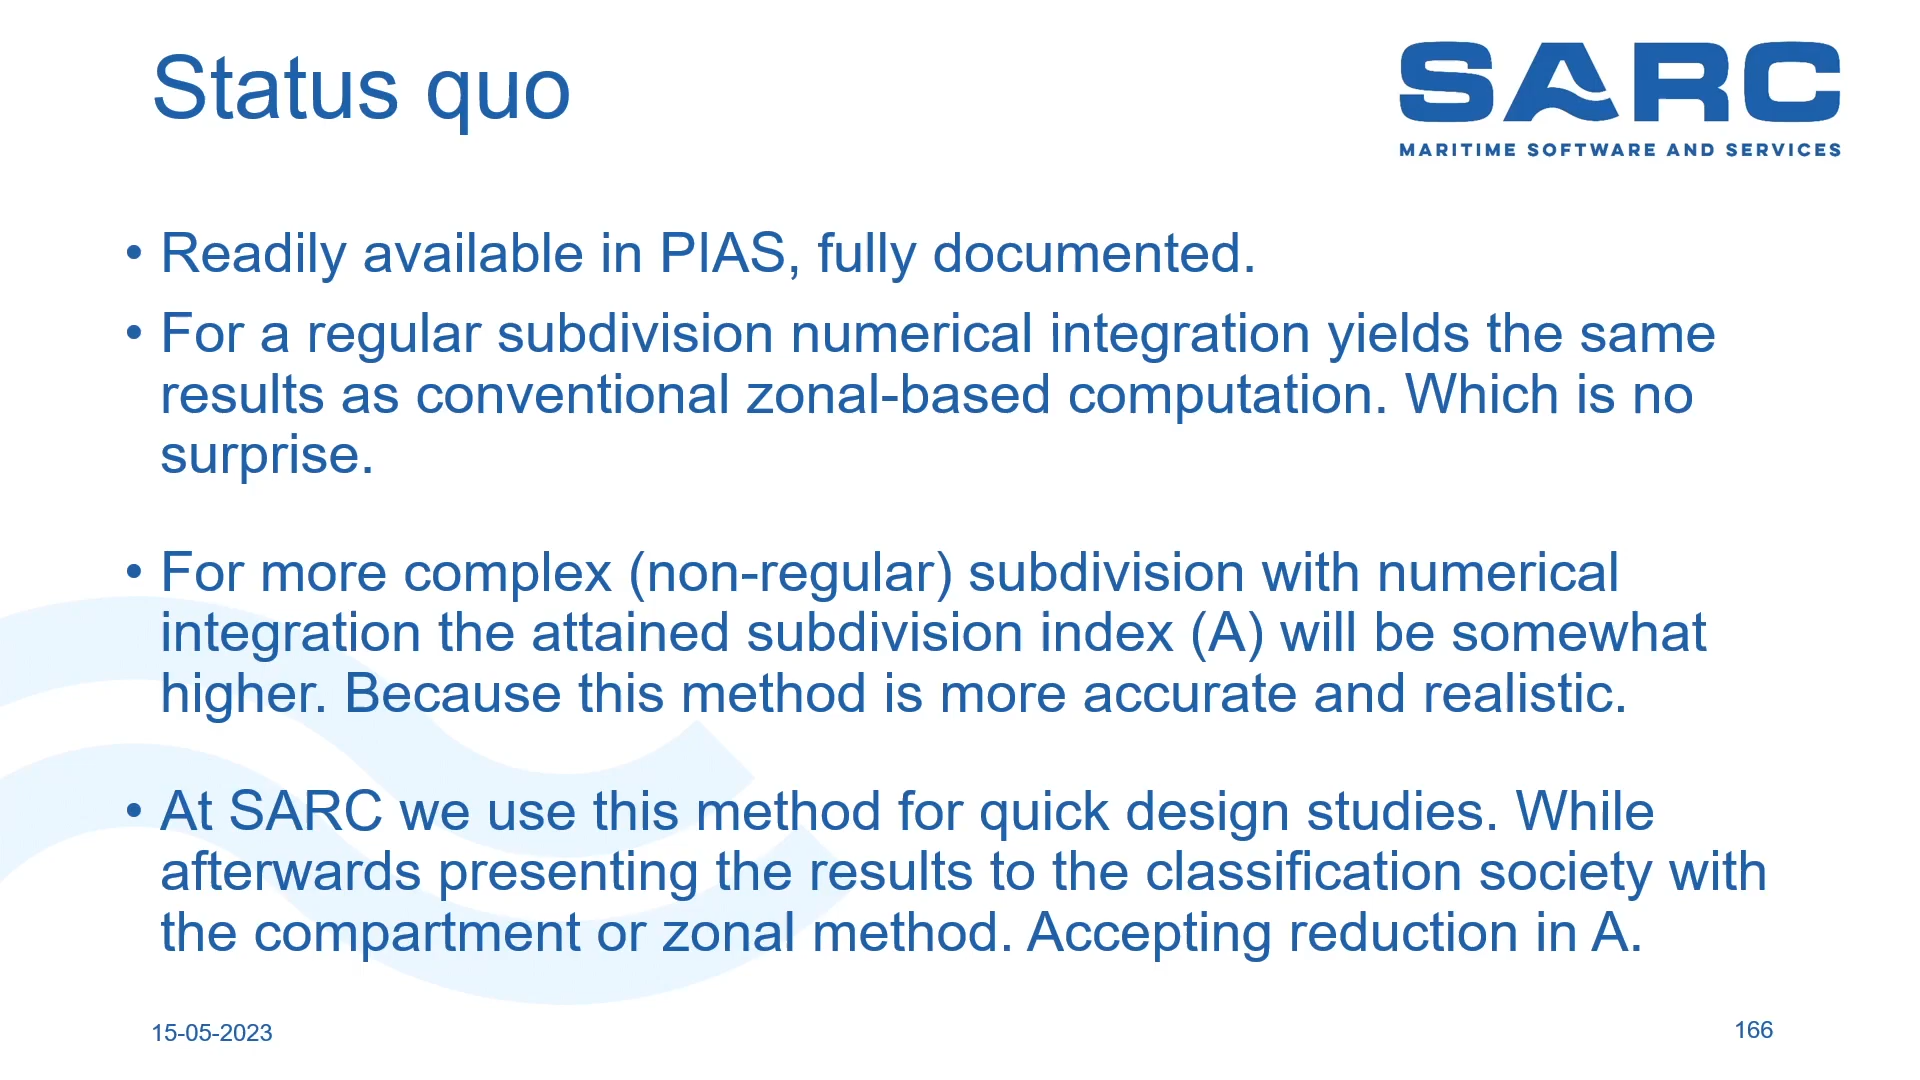 Status quo
SARC
MARITIME SOFTWARE AND SERVICES
• Readily available in PIAS, fully documented.
• For a regular subdivision numerical integration yields the same
results as conventional zonal-based computation. Which is no
surprise.
• For more complex (non-regular) subdivision with numerical
integration the attained subdivision index (A) will be somewhat
higher. Because this method is more accurate and realistic.
• At SARC we use this method for quick design studies. While
afterwards presenting the results to the classification society with
the compartment or zonal method. Accepting reduction in A.
15-05-2023
166